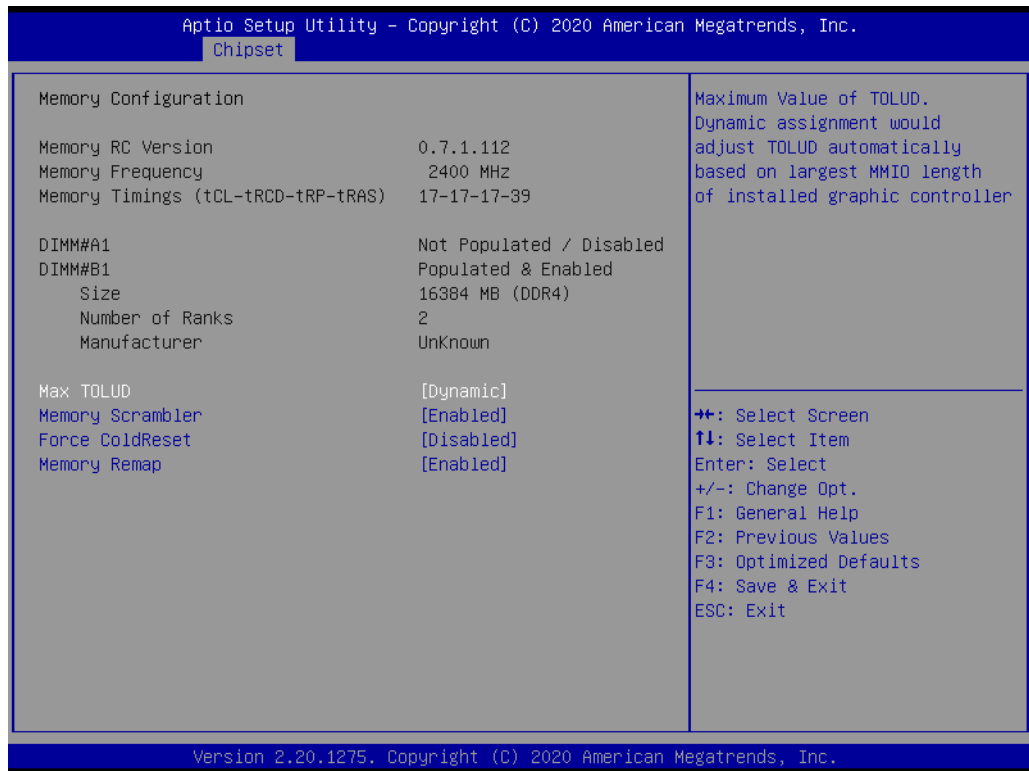 Aptio Setup Utility – Copyright (C) 2020 American Megatrends, Inc.
Chipset
Memory Configuration
Memory RC Version 0.7.1.112
Memory Frequency 2400 MHz
Memory Timings (tCL-tRCD-tRP-tRAS) 17-17-17-39
DIMM#A1 Not Populated / Disabled
DIMM#B1 Populated & Enabled
Size 16384 MB (DDR4)
Number of Ranks 2
Manufacturer UnKnown
Max TOLUD [Dynamic]
Memory Scrambler [Enabled]
Force ColdReset [Disabled]
Memory Remap [Enabled]
Maximum Value of TOLUD.
Dynamic assignment would
adjust TOLUD automatically
based on largest MMIO length
of installed graphic controller
→←: Select Screen
↑↓: Select Item
Enter: Select
+/-: Change Opt.
F1: General Help
F2: Previous Values
F3: Optimized Defaults
F4: Save & Exit
ESC: Exit
Version 2.20.1275. Copyright (C) 2020 American Megatrends, Inc.